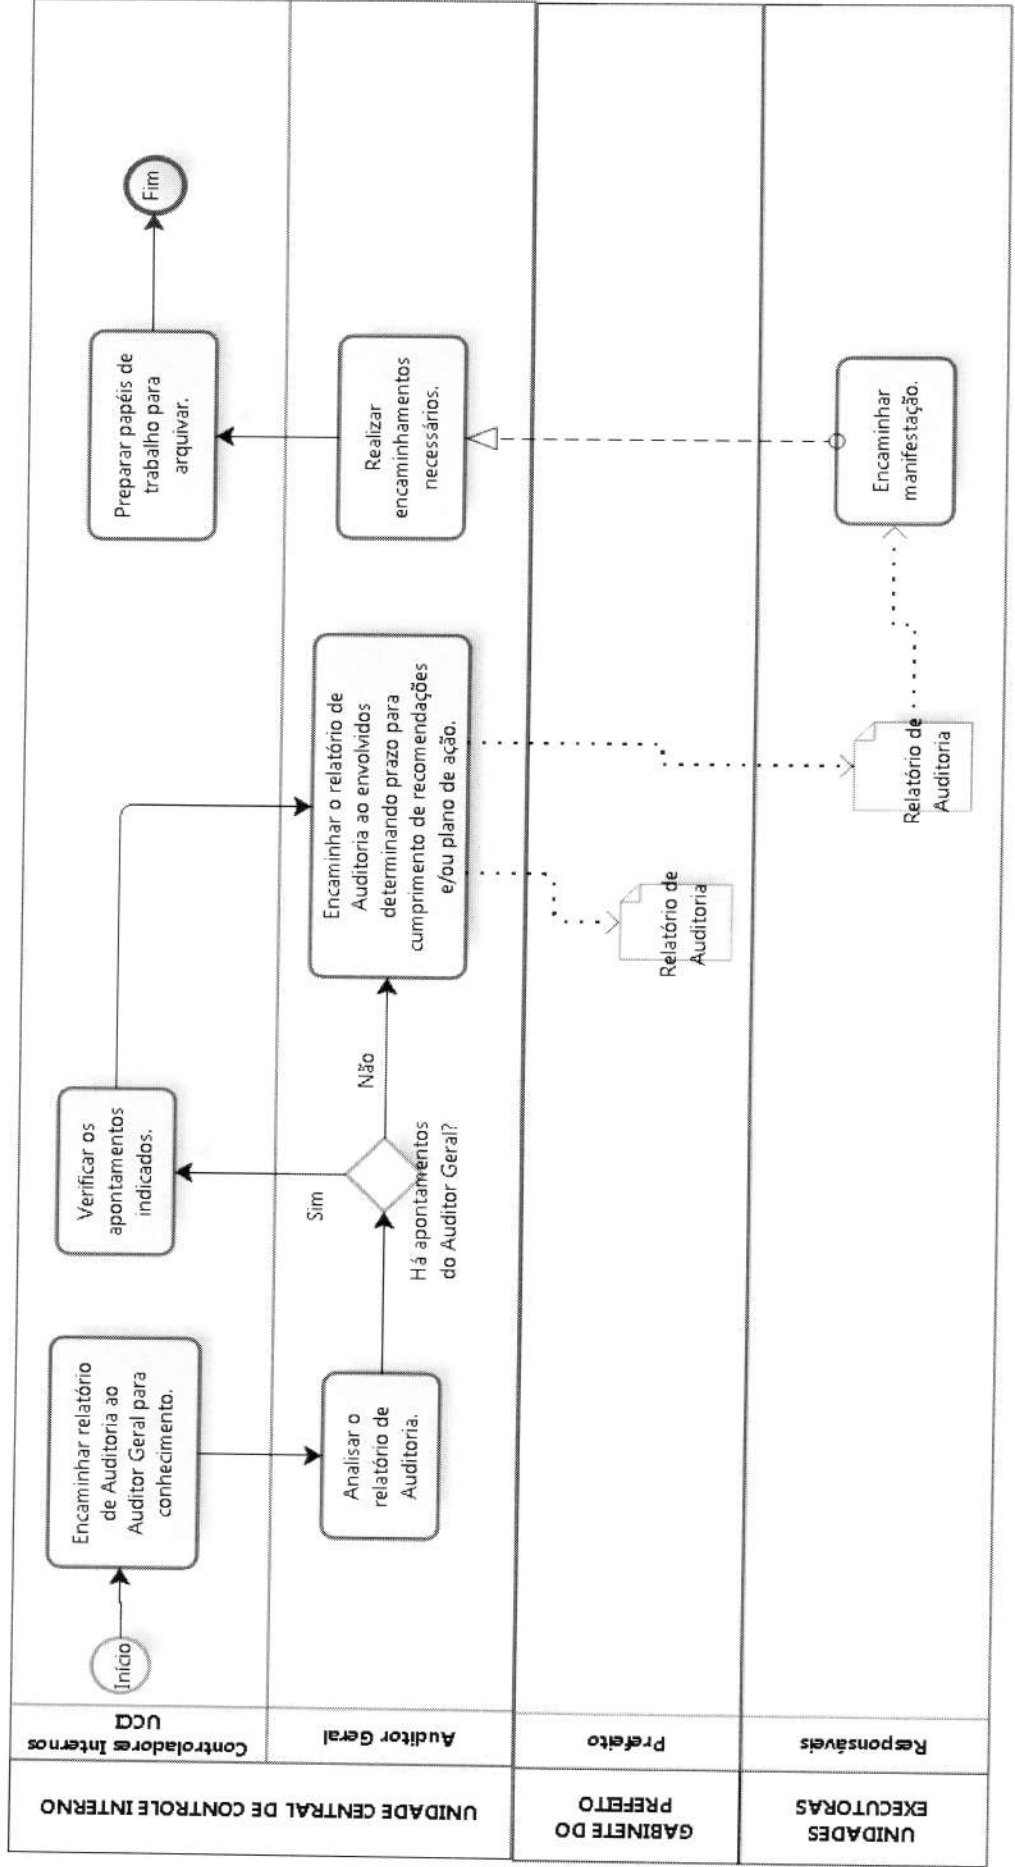 UNIDADE CENTRAL DE CONTROLE INTERNO
Controladores Internos
UCCI
Início
Encaminhar relatório
de Auditoria ao
Auditor Geral para
conhecimento.
Verificar os
apontamentos
indicados.
Preparar papéis de
trabalho para
arquivar.
Fim
Auditor Geral
Analisar o
relatório de
Auditoria.
Há apontamentos
do Auditor Geral?
Sim
Não
Encaminhar o relatório de
Auditoria ao envolvidos
determinando prazo para
cumprimento de recomendações
e/ou plano de ação.
Realizar
encaminhamentos
necessários.
GABINETE DO
PREFEITO
Prefeito
Relatório de
Auditoria
UNIDADES
EXECUTORAS
Responsáveis
Relatório de
Auditoria
Encaminhar
manifestação.